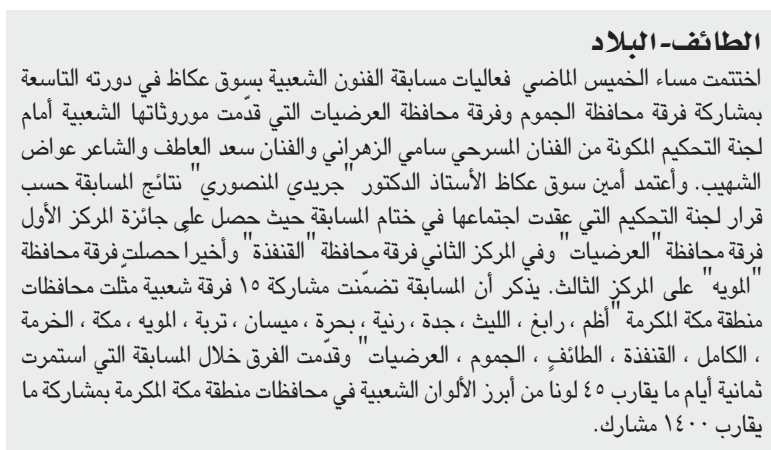 الطائف-البلاد
اختتمت مساء الخميس الماضي فعاليات مسابقة الفنون الشعبية بسوق عكاظ في دورته التاسعة
بمشاركة فرقة محافظة الجموم وفرقة محافظة العرضيات التي قدّمت موروثاتها الشعبية أمام
لجنة التحكيم المكونة من الفنان المسرحي سامي الزهراني والفنان سعد العاطف والشاعر عواض
الشهيب. وأعتمد أمين سوق عكاظ الأستاذ الدكتور "جريدي المنصوري" نتائج المسابقة حسب
قرار لجنة التحكيم التي عقدت اجتماعها في ختام المسابقة حيث حصل على جائزة المركز الأول
فرقة محافظة "العرضيات" وفي المركز الثاني فرقة محافظة "القنفذة" وأخيراً حصلت فرقة محافظة
"المويه" على المركز الثالث. يذكر أن المسابقة تضمّنت مشاركة ١٥ فرقة شعبية مثّلت محافظات
منطقة مكة المكرمة "أظم ، رابغ ، الليث ، جدة ، رنية ، بحرة ، ميسان ، تربة ، المويه ، مكة ، الخرمة
، الكامل ، القنفذة ، الطائف ، الجموم ، العرضيات" وقدّمت الفرق خلال المسابقة التي استمرت
ثمانية أيام ما يقارب ٤٥ لونا من أبرز الألوان الشعبية في محافظات منطقة مكة المكرمة بمشاركة ما
يقارب ١٤٠٠ مشارك.